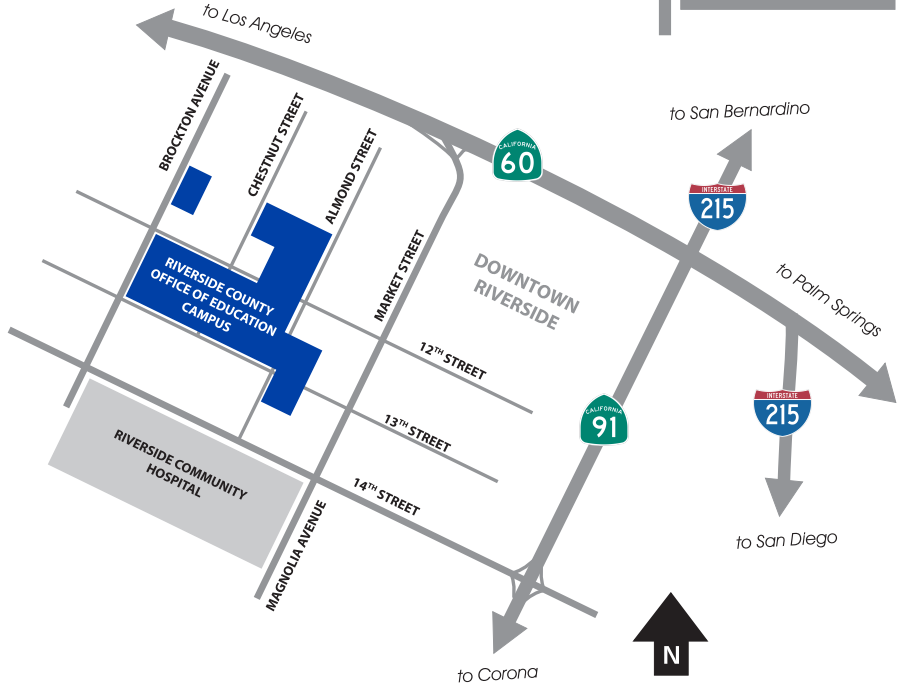 to Los Angeles
BROCKTON AVENUE
CHESTNUT STREET
ALMOND STREET
MARKET STREET
CALIFORNIA
60
to San Bernardino
INTERSTATE
215
DOWNTOWN
RIVERSIDE
to Palm Springs
RIVERSIDE COUNTY
OFFICE OF EDUCATION
CAMPUS
12TH STREET
CALIFORNIA
91
INTERSTATE
215
13TH STREET
RIVERSIDE COMMUNITY
HOSPITAL
14TH STREET
MAGNOLIA AVENUE
to San Diego
to Corona
N